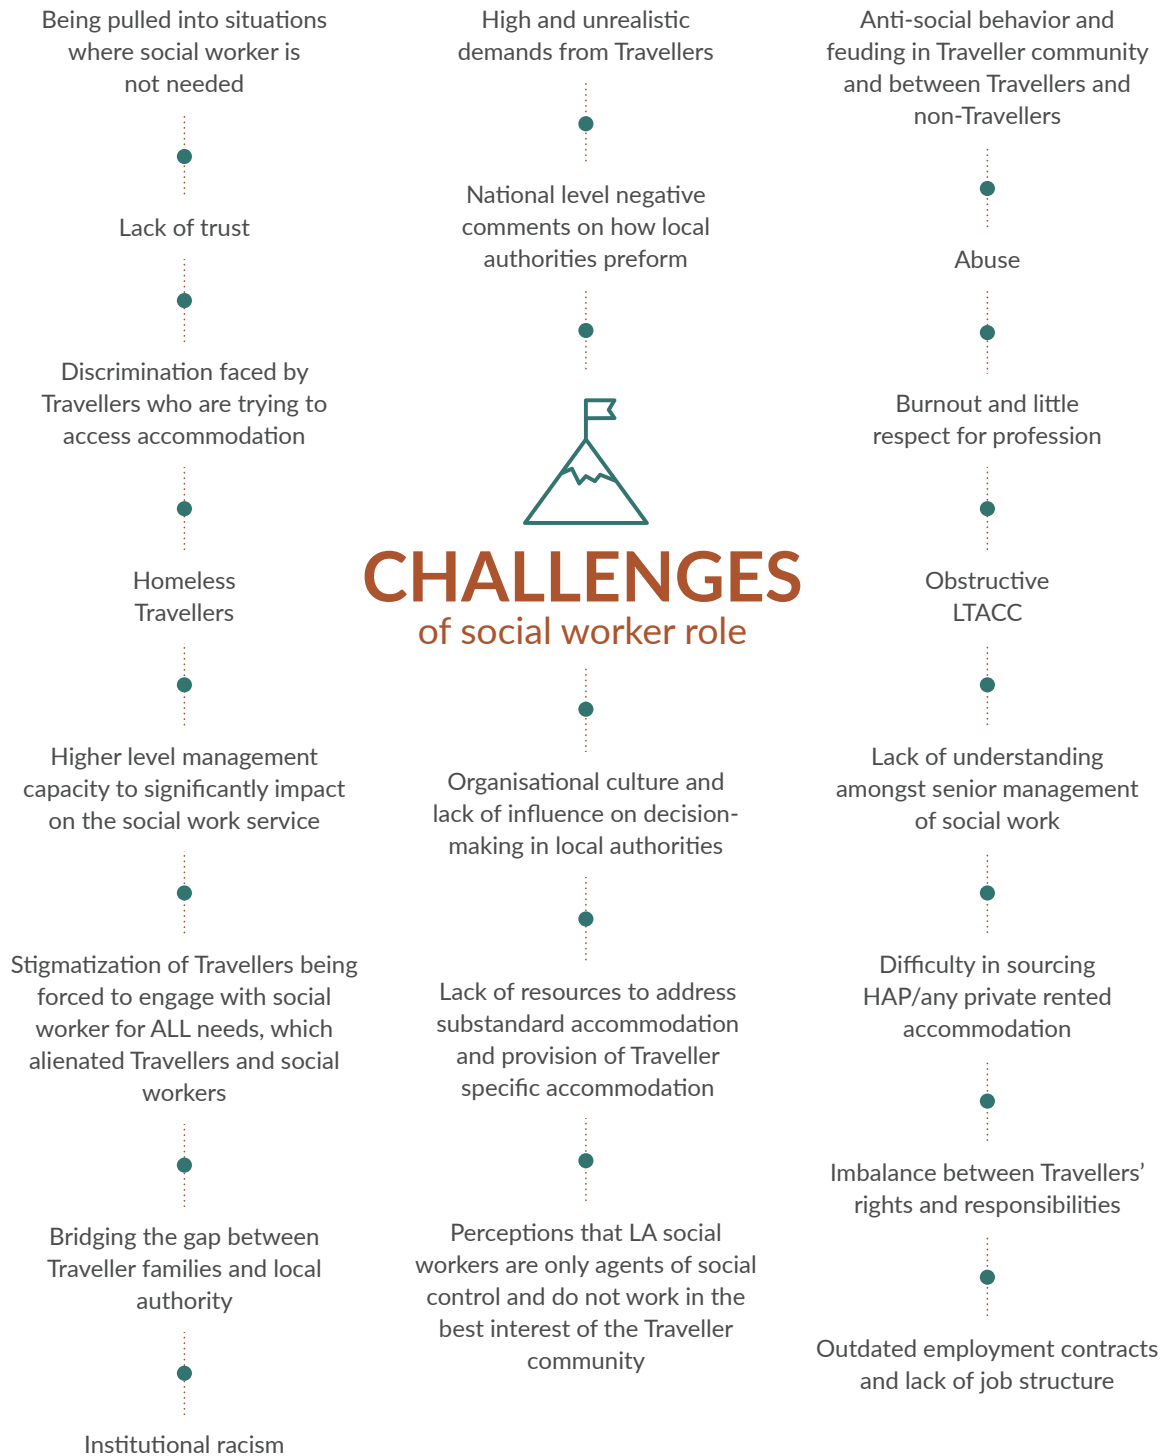 Being pulled into situations
where social worker is
not needed
Lack of trust
Discrimination faced by
Travellers who are trying to
access accommodation
Homeless
Travellers
Higher level management
capacity to significantly impact
on the social work service
Stigmatization of Travellers being
forced to engage with social
worker for ALL needs, which
alienated Travellers and social
workers
Bridging the gap between
Traveller families and local
authority
Institutional racism
High and unrealistic
demands from Travellers
National level negative
comments on how local
authorities preform
CHALLENGES
of social worker role
Organisational culture and
lack of influence on decision-
making in local authorities
Lack of resources to address
substandard accommodation
and provision of Traveller
specific accommodation
Perceptions that LA social
workers are only agents of social
control and do not work in the
best interest of the Traveller
community
Anti-social behavior and
feuding in Traveller community
and between Travellers and
non-Travellers
Abuse
Burnout and little
respect for profession
Obstructive
LTACC
Lack of understanding
amongst senior management
of social work
Difficulty in sourcing
HAP/any private rented
accommodation
Imbalance between Travellers’
rights and responsibilities
Outdated employment contracts
and lack of job structure